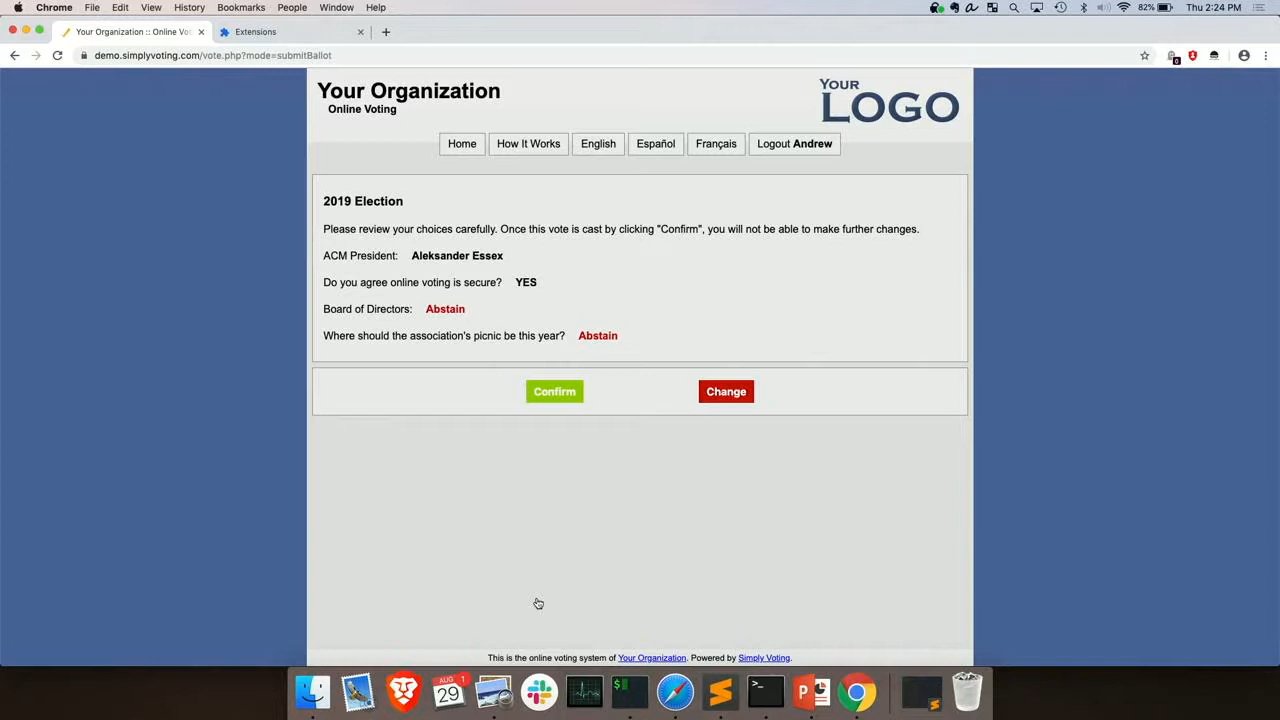 Chrome File Edit View History Bookmarks People Window Help
82% Thu 2:24 PM
Your Organization :: Online Vo
Extensions
demo.simplyvoting.com/vote.php?mode=submitBallot
0
Your Organization
Online Voting
YOUR
LOGO
Home How It Works English Español Français Logout Andrew
2019 Election
Please review your choices carefully. Once this vote is cast by clicking "Confirm", you will not be able to make further changes.
ACM President: Aleksander Essex
Do you agree online voting is secure? YES
Board of Directors: Abstain
Where should the association's picnic be this year? Abstain
Confirm Change
This is the online voting system of Your Organization. Powered by Simply Voting.
AUG 1
29
$
>_
P